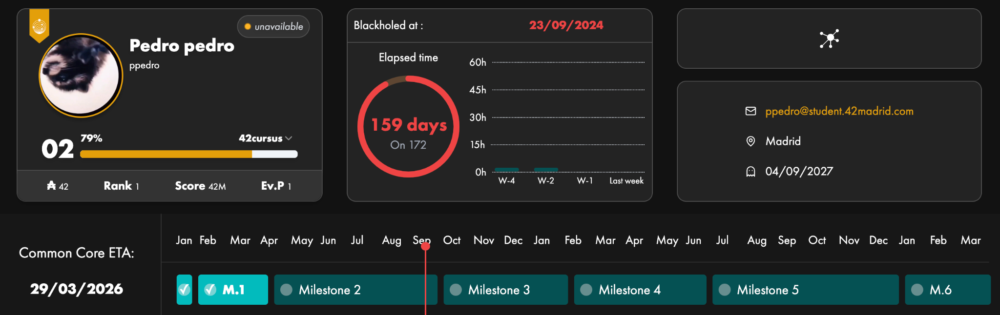 unavailable
Pedro pedro
ppedro
02
79%
42cursus
₳ 42
Rank 1
Score 42M
Ev.P 1
Blackholed at :
23/09/2024
Elapsed time
159 days
On 172
60h
45h
30h
15h
0h
W-4 W-2 W-1 Last week
ppedro@student.42madrid.com
Madrid
04/09/2027
Common Core ETA:
29/03/2026
Jan Feb Mar Apr May Jun Jul Aug Sep Oct Nov Dec Jan Feb Mar Apr May Jun Jul Aug Sep Oct Nov Dec Jan Feb Mar
M.1 Milestone 2 Milestone 3 Milestone 4 Milestone 5 M.6